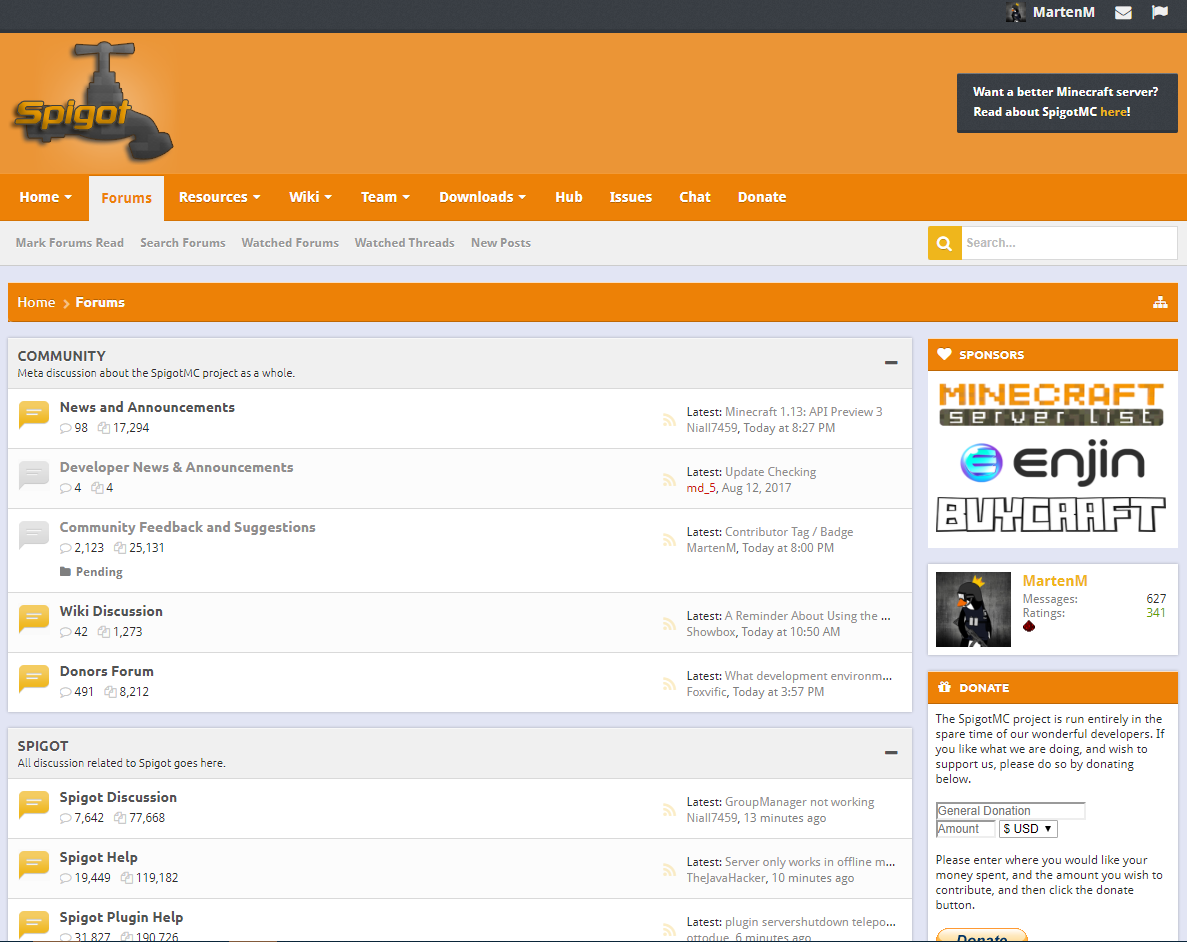 MartenM
Spigot
Want a better Minecraft server?
Read about SpigotMC here!
Home Forums Resources Wiki Team Downloads Hub Issues Chat Donate
Mark Forums Read Search Forums Watched Forums Watched Threads New Posts
Search...
Home Forums
COMMUNITY
Meta discussion about the SpigotMC project as a whole.
News and Announcements
98 17,294
Latest: Minecraft 1.13: API Preview 3
Niall7459, Today at 8:27 PM
Developer News & Announcements
4 4
Latest: Update Checking
md_5, Aug 12, 2017
Community Feedback and Suggestions
2,123 25,131
Pending
Latest: Contributor Tag / Badge
MartenM, Today at 8:00 PM
Wiki Discussion
42 1,273
Latest: A Reminder About Using the ...
Showbox, Today at 10:50 AM
Donors Forum
491 8,212
Latest: What development environm...
Foxvific, Today at 3:57 PM
SPIGOT
All discussion related to Spigot goes here.
Spigot Discussion
7,642 77,668
Latest: GroupManager not working
Niall7459, 13 minutes ago
Spigot Help
19,449 119,182
Latest: Server only works in offline m...
TheJavaHacker, 10 minutes ago
Spigot Plugin Help
31,827 190,726
Latest: plugin servershutdown telepo...
ottodue, 6 minutes ago
SPONSORS
MINECRAFT
server list
enjin
BUYCRAFT
MartenM
Messages: 627
Ratings: 341
DONATE
The SpigotMC project is run entirely in the
spare time of our wonderful developers. If
you like what we are doing, and wish to
support us, please do so by donating
below.
General Donation
Amount $ USD
Please enter where you would like your
money spent, and the amount you wish to
contribute, and then click the donate
button.
Donate